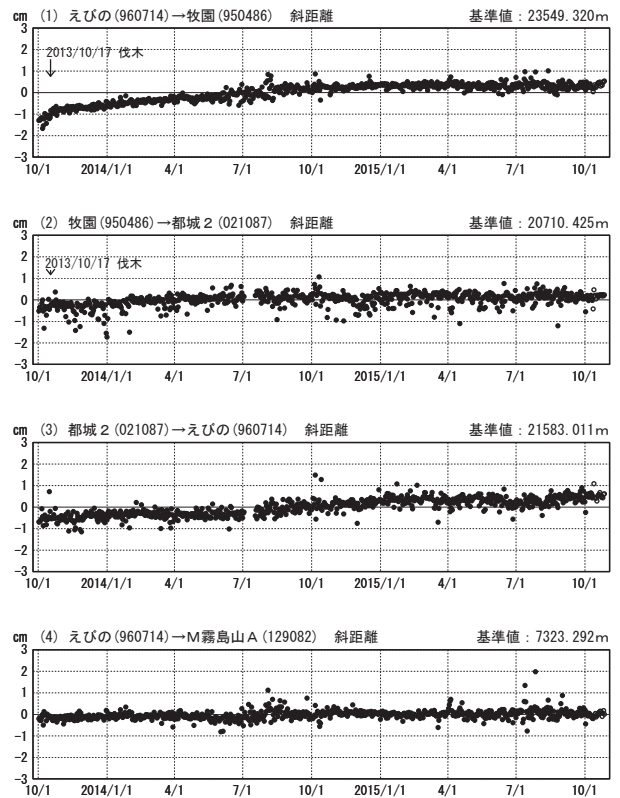 cm (1) えびの(960714)→牧園(950486) 斜距離 基準値：23549.320m
3
2013/10/17 伐木
2
1
0
-1
-2
-3
10/1 2014/1/1 4/1 7/1 10/1 2015/1/1 4/1 7/1 10/1
cm (2) 牧園(950486)→都城２(021087) 斜距離 基準値：20710.425m
3
2
2013/10/17 伐木
1
0
-1
-2
-3
10/1 2014/1/1 4/1 7/1 10/1 2015/1/1 4/1 7/1 10/1
cm (3) 都城２(021087)→えびの(960714) 斜距離 基準値：21583.011m
3
2
1
0
-1
-2
-3
10/1 2014/1/1 4/1 7/1 10/1 2015/1/1 4/1 7/1 10/1
cm (4) えびの(960714)→Ｍ霧島山Ａ(129082) 斜距離 基準値：7323.292m
3
2
1
0
-1
-2
-3
10/1 2014/1/1 4/1 7/1 10/1 2015/1/1 4/1 7/1 10/1